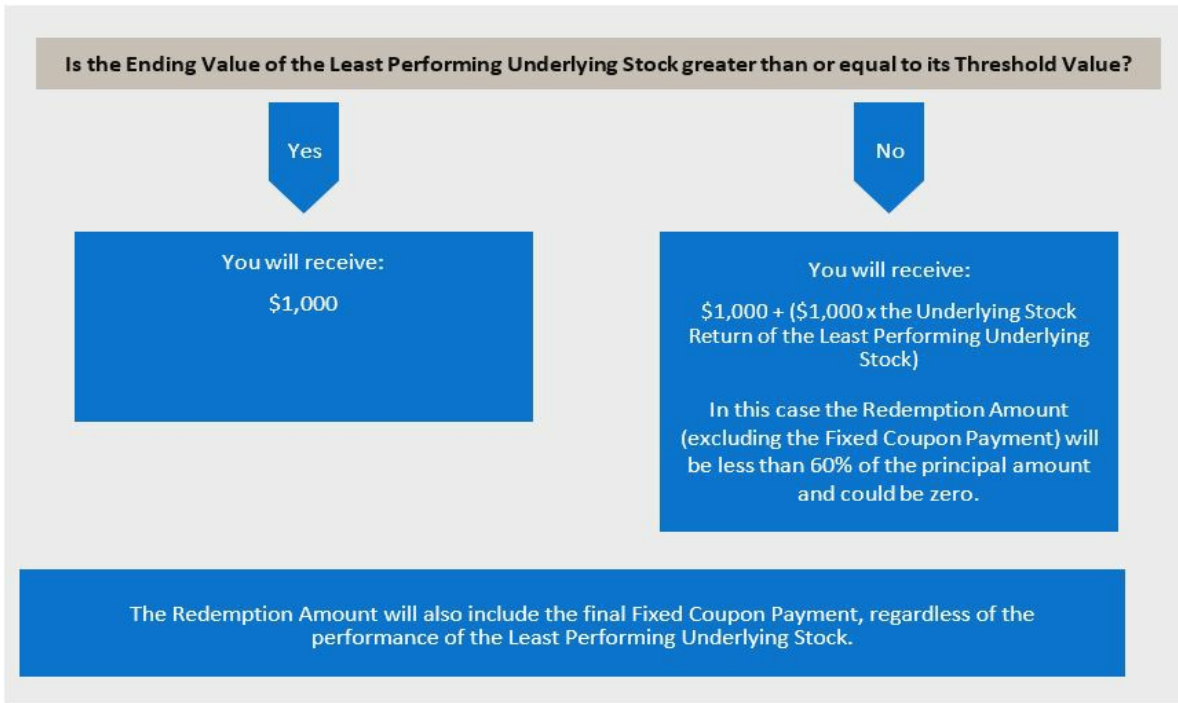 Is the Ending Value of the Least Performing Underlying Stock greater than or equal to its Threshold Value?
Yes
No
You will receive:
$1,000
You will receive:
$1,000 + ($1,000 x the Underlying Stock
Return of the Least Performing Underlying
Stock)
In this case the Redemption Amount
(excluding the Fixed Coupon Payment) will
be less than 60% of the principal amount
and could be zero.
The Redemption Amount will also include the final Fixed Coupon Payment, regardless of the
performance of the Least Performing Underlying Stock.